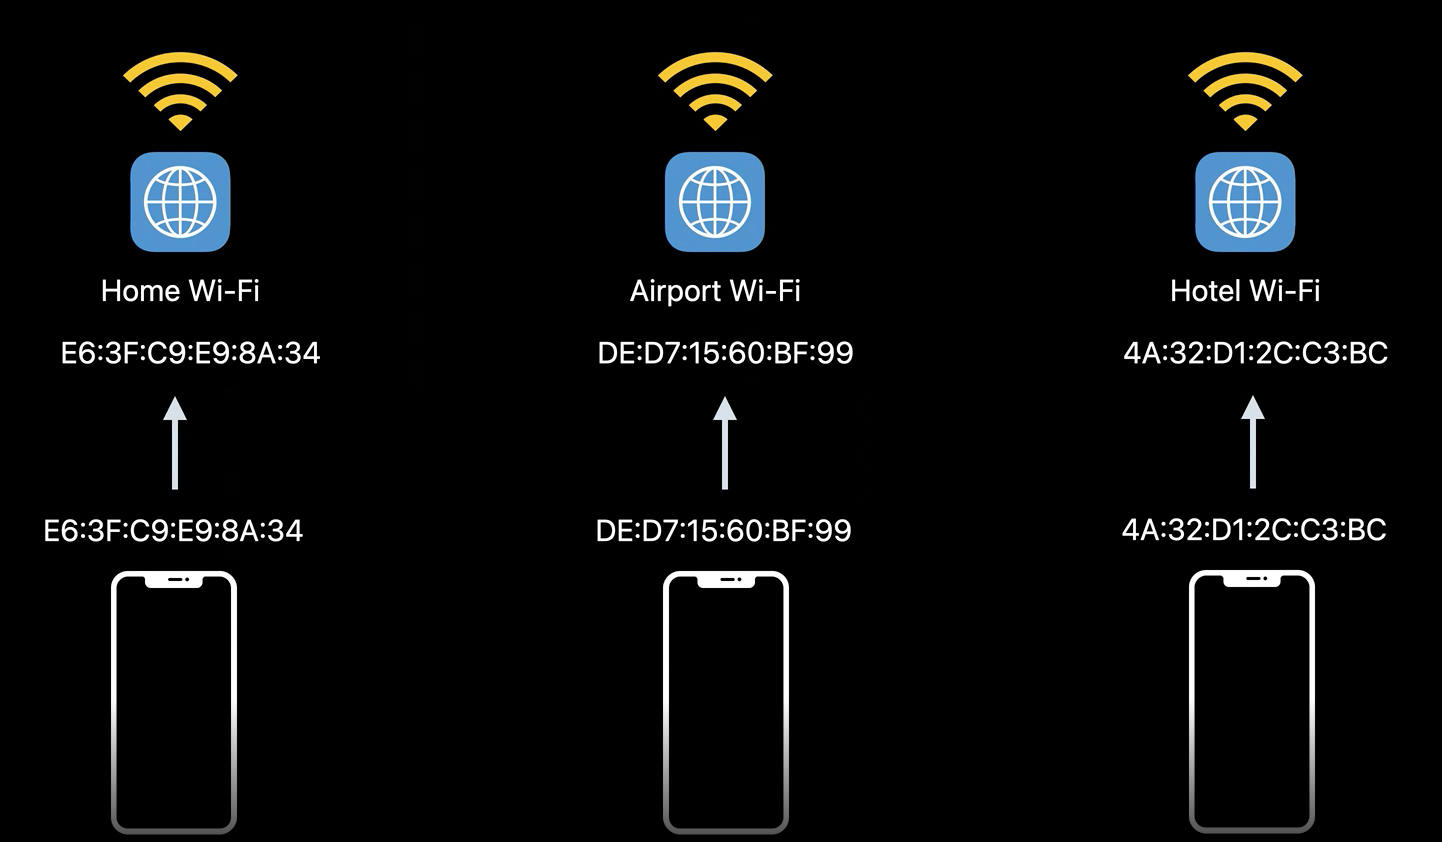 Home Wi-Fi
E6:3F:C9:E9:8A:34
E6:3F:C9:E9:8A:34
Airport Wi-Fi
DE:D7:15:60:BF:99
DE:D7:15:60:BF:99
Hotel Wi-Fi
4A:32:D1:2C:C3:BC
4A:32:D1:2C:C3:BC